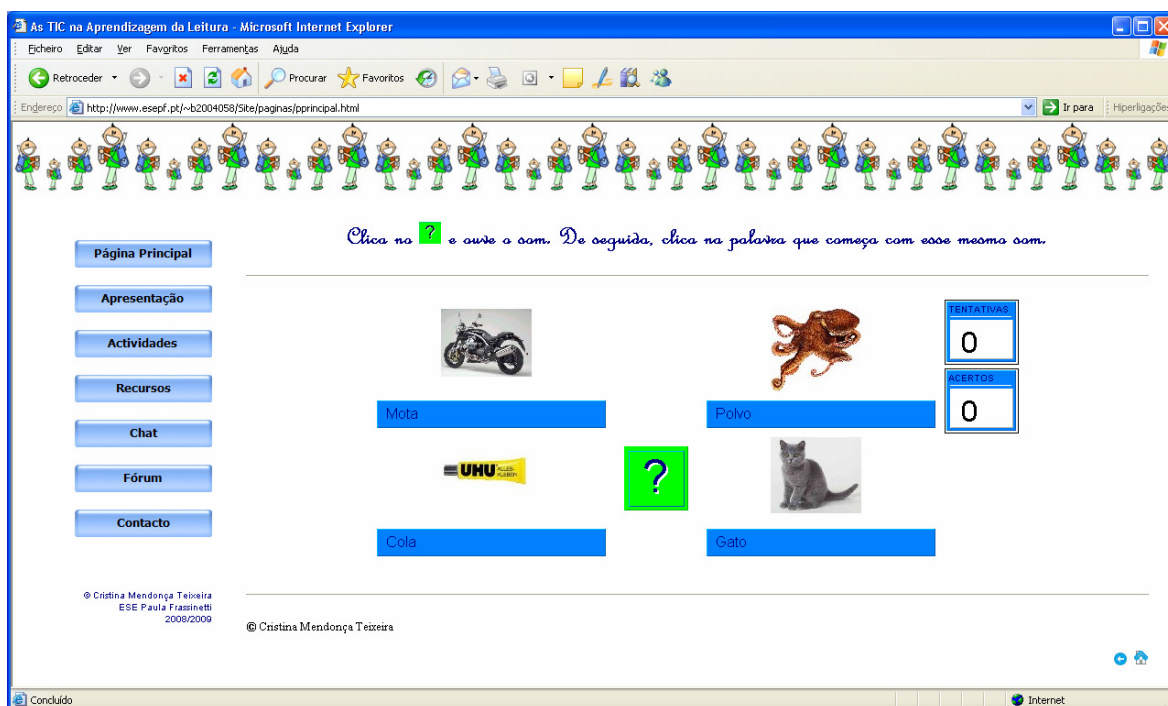 As TIC na Aprendizagem da Leitura - Microsoft Internet Explorer
Ficheiro Editar Ver Favoritos Ferramentas Ajuda
Retroceder Procurar Favoritos
Endereço http://www.esepf.pt/~b2004058/Site/paginas/pprincipal.html Ir para Hiperligações
Clica no ? e ouve o som. De seguida, clica na palavra que começa com esse mesmo som.
Página Principal
Apresentação
Actividades
Recursos
Chat
Fórum
Contacto
© Cristina Mendonça Teixeira
ESE Paula Frassinetti
2008/2009
TENTATIVAS
0
ACERTOS
0
Mota
Polvo
UHU
?
Cola
Gato
© Cristina Mendonça Teixeira
Concluído
Internet